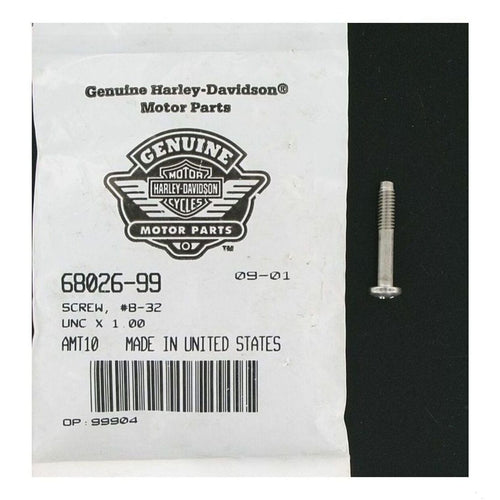 Genuine Harley-Davidson®
Motor Parts
GENUINE
MOTOR
HARLEY-DAVIDSON
CYCLES
MOTOR PARTS
TM
68026-99 09-01
SCREW, #8-32
UNC X 1.00
AMT10 MADE IN UNITED STATES
OP:99904